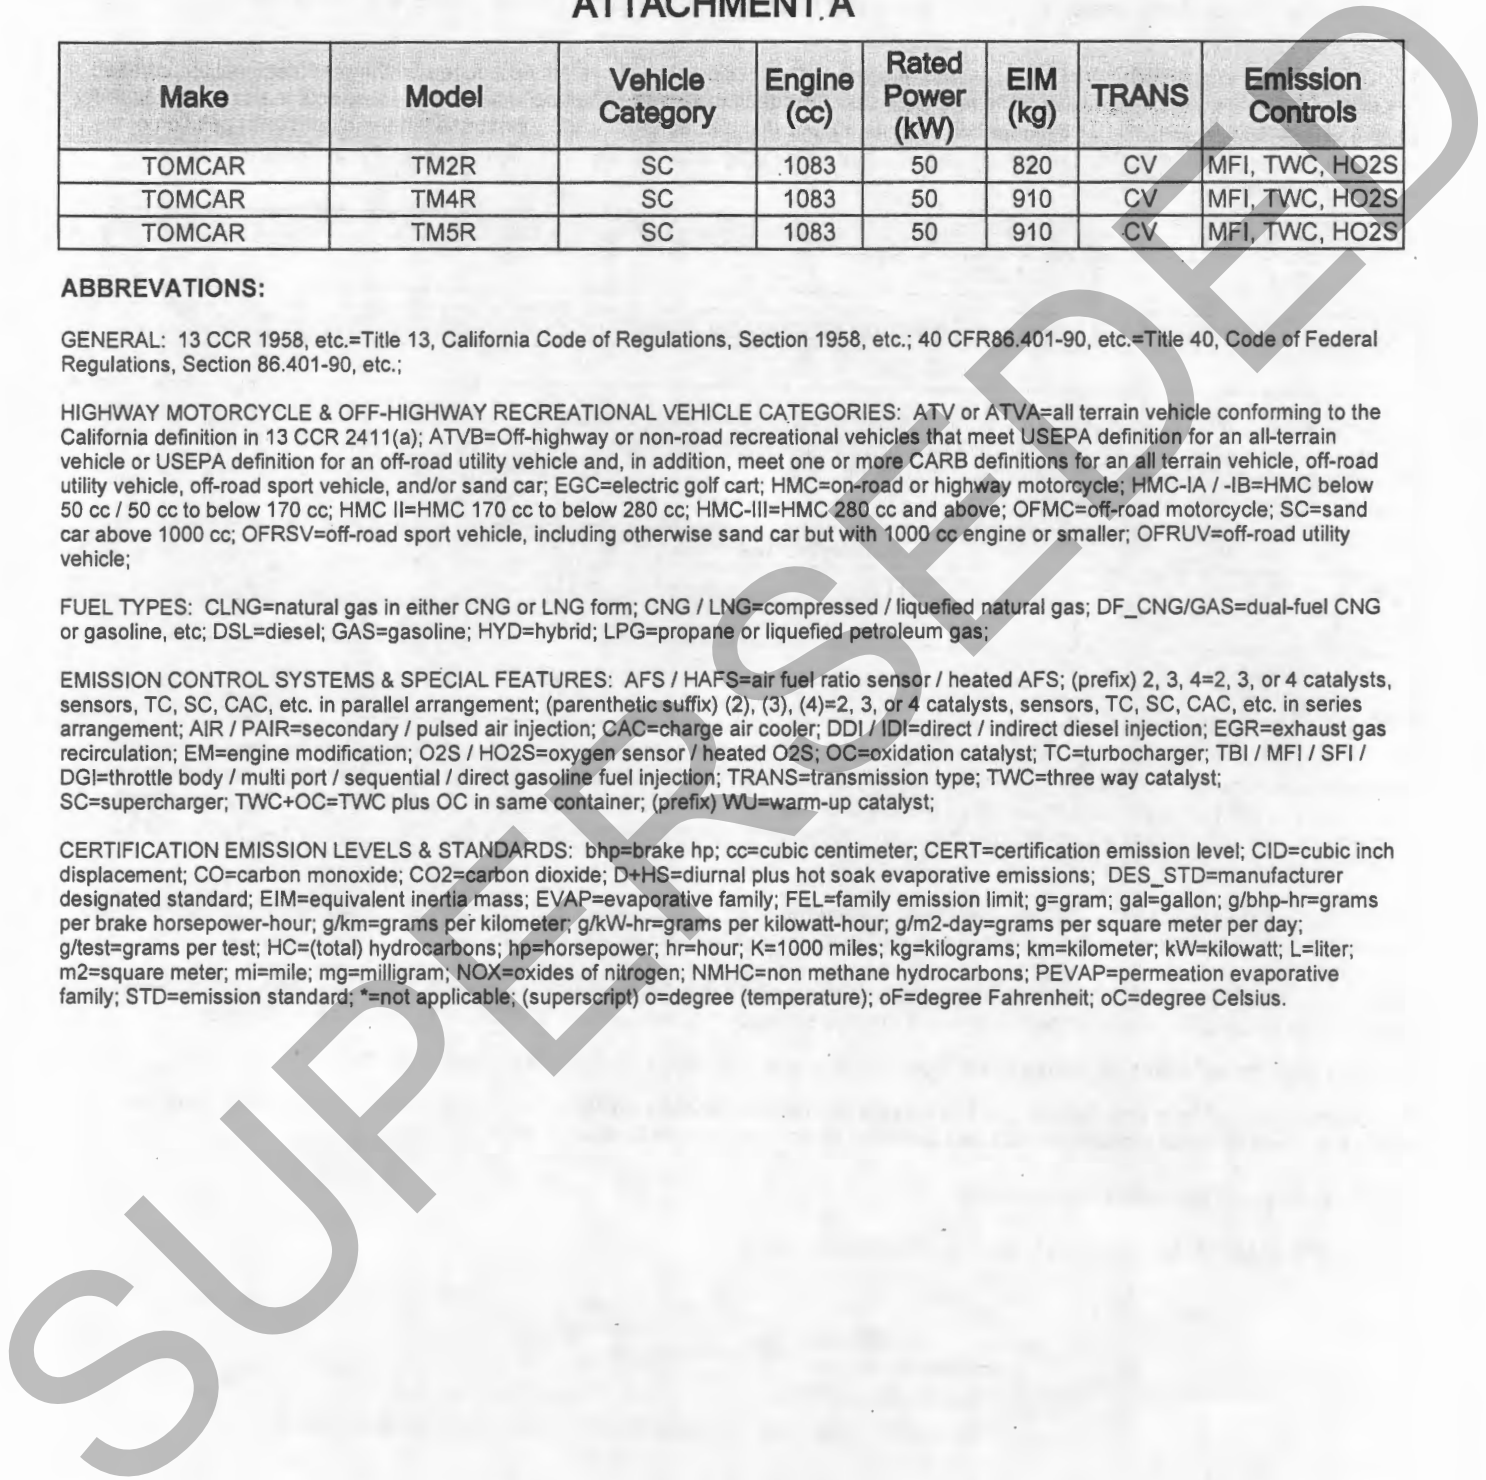 ATTACHMENT A
Make Model Vehicle Category Engine (cc) Rated Power (kW) EIM (kg) TRANS Emission Controls
TOMCAR TM2R SC 1083 50 820 CV MFI, TWC, HO2S
TOMCAR TM4R SC 1083 50 910 CV MFI, TWC, HO2S
TOMCAR TM5R SC 1083 50 910 CV MFI, TWC, HO2S
ABBREVATIONS:
GENERAL: 13 CCR 1958, etc.=Title 13, California Code of Regulations, Section 1958, etc.; 40 CFR86.401-90, etc.=Title 40, Code of Federal
Regulations, Section 86.401-90, etc.;
HIGHWAY MOTORCYCLE & OFF-HIGHWAY RECREATIONAL VEHICLE CATEGORIES: ATV or ATVA=all terrain vehicle conforming to the
California definition in 13 CCR 2411(a); ATVB=Off-highway or non-road recreational vehicles that meet USEPA definition for an all-terrain
vehicle or USEPA definition for an off-road utility vehicle and, in addition, meet one or more CARB definitions for an all terrain vehicle, off-road
utility vehicle, off-road sport vehicle, and/or sand car; EGC=electric golf cart; HMC=on-road or highway motorcycle; HMC-IA / -IB=HMC below
50 cc / 50 cc to below 170 cc; HMC II=HMC 170 cc to below 280 cc; HMC-III=HMC 280 cc and above; OFMC=off-road motorcycle; SC=sand
car above 1000 cc; OFRSV=off-road sport vehicle, including otherwise sand car but with 1000 cc engine or smaller; OFRUV=off-road utility
vehicle;
FUEL TYPES: CLNG=natural gas in either CNG or LNG form; CNG / LNG=compressed / liquefied natural gas; DF_CNG/GAS=dual-fuel CNG
or gasoline, etc; DSL=diesel; GAS=gasoline; HYD=hybrid; LPG=propane or liquefied petroleum gas;
EMISSION CONTROL SYSTEMS & SPECIAL FEATURES: AFS / HAFS=air fuel ratio sensor / heated AFS; (prefix) 2, 3, 4=2, 3, or 4 catalysts,
sensors, TC, SC, CAC, etc. in parallel arrangement; (parenthetic suffix) (2), (3), (4)=2, 3, or 4 catalysts, sensors, TC, SC, CAC, etc. in series
arrangement; AIR / PAIR=secondary / pulsed air injection; CAC=charge air cooler; DDI / IDI=direct / indirect diesel injection; EGR=exhaust gas
recirculation; EM=engine modification; O2S / HO2S=oxygen sensor / heated O2S; OC=oxidation catalyst; TC=turbocharger; TBI / MFI / SFI /
DGI=throttle body / multi port / sequential / direct gasoline fuel injection; TRANS=transmission type; TWC=three way catalyst;
SC=supercharger; TWC+OC=TWC plus OC in same container; (prefix) WU=warm-up catalyst;
CERTIFICATION EMISSION LEVELS & STANDARDS: bhp=brake hp; cc=cubic centimeter; CERT=certification emission level; CID=cubic inch
displacement; CO=carbon monoxide; CO2=carbon dioxide; D+HS=diurnal plus hot soak evaporative emissions; DES_STD=manufacturer
designated standard; EIM=equivalent inertia mass; EVAP=evaporative family; FEL=family emission limit; g=gram; gal=gallon; g/bhp-hr=grams
per brake horsepower-hour; g/km=grams per kilometer; g/kW-hr=grams per kilowatt-hour; g/m2-day=grams per square meter per day;
g/test=grams per test; HC=(total) hydrocarbons; hp=horsepower; hr=hour; K=1000 miles; kg=kilograms; km=kilometer; kW=kilowatt; L=liter;
m2=square meter; mi=mile; mg=milligram; NOX=oxides of nitrogen; NMHC=non methane hydrocarbons; PEVAP=permeation evaporative
family; STD=emission standard; *=not applicable; (superscript) o=degree (temperature); oF=degree Fahrenheit; oC=degree Celsius.
SUPERSEDED